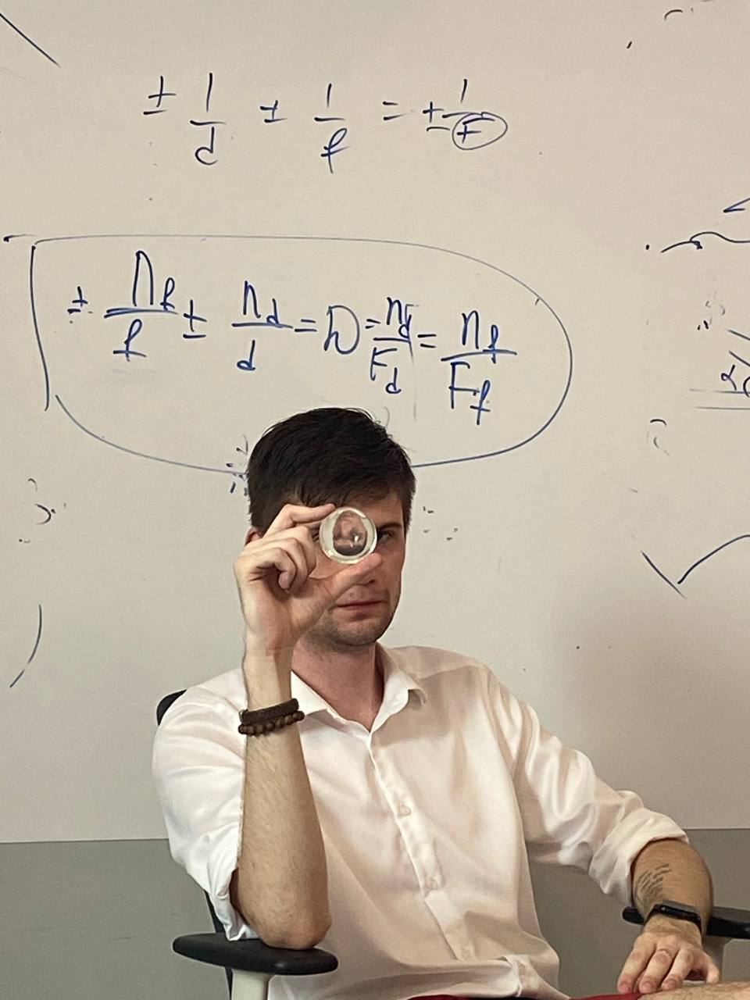 ± 1/d ± 1/f = ± 1/F
± n_f/f ± n_d/d = D = n_d/F_d = n_f/F_f